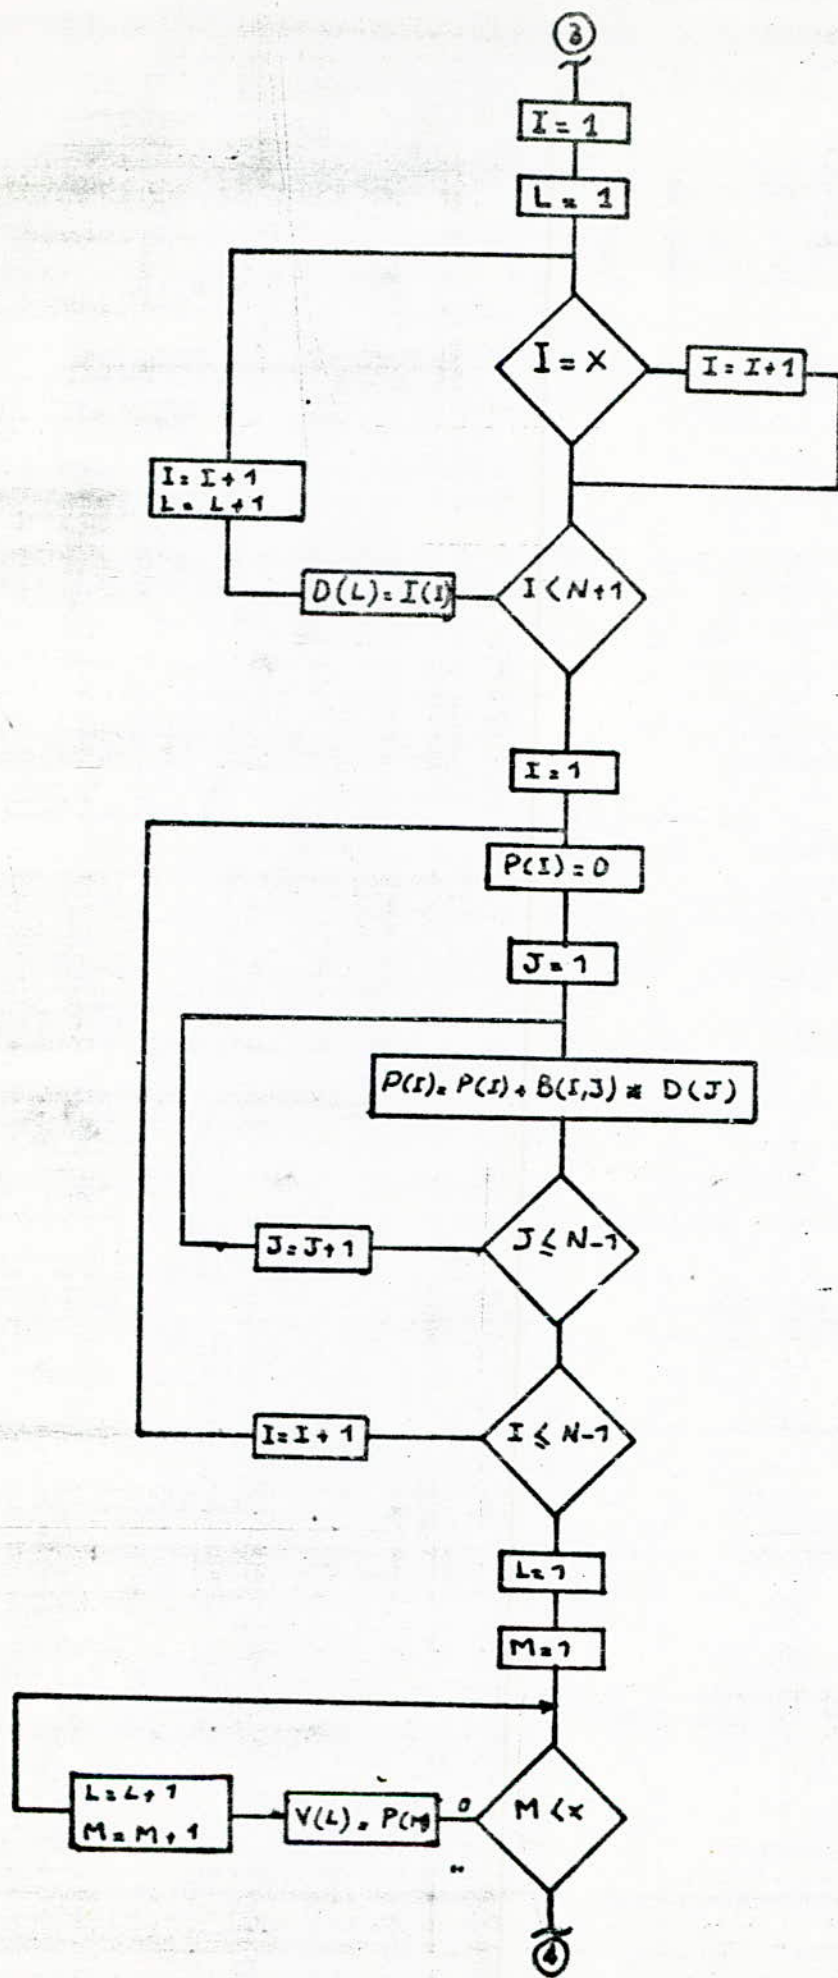 3
I = 1
L = 1
I = X
I = I+1
I = I+1
L = L+1
I < N+1
D(L) = I(I)
I = 1
P(I) = 0
J = 1
P(I) = P(I) + B(I,J) * D(J)
J ≤ N-1
J = J+1
I ≤ N-1
I = I+1
L = 1
M = 1
M < X
O
V(L) = P(M)
L = L+1
M = M+1
4